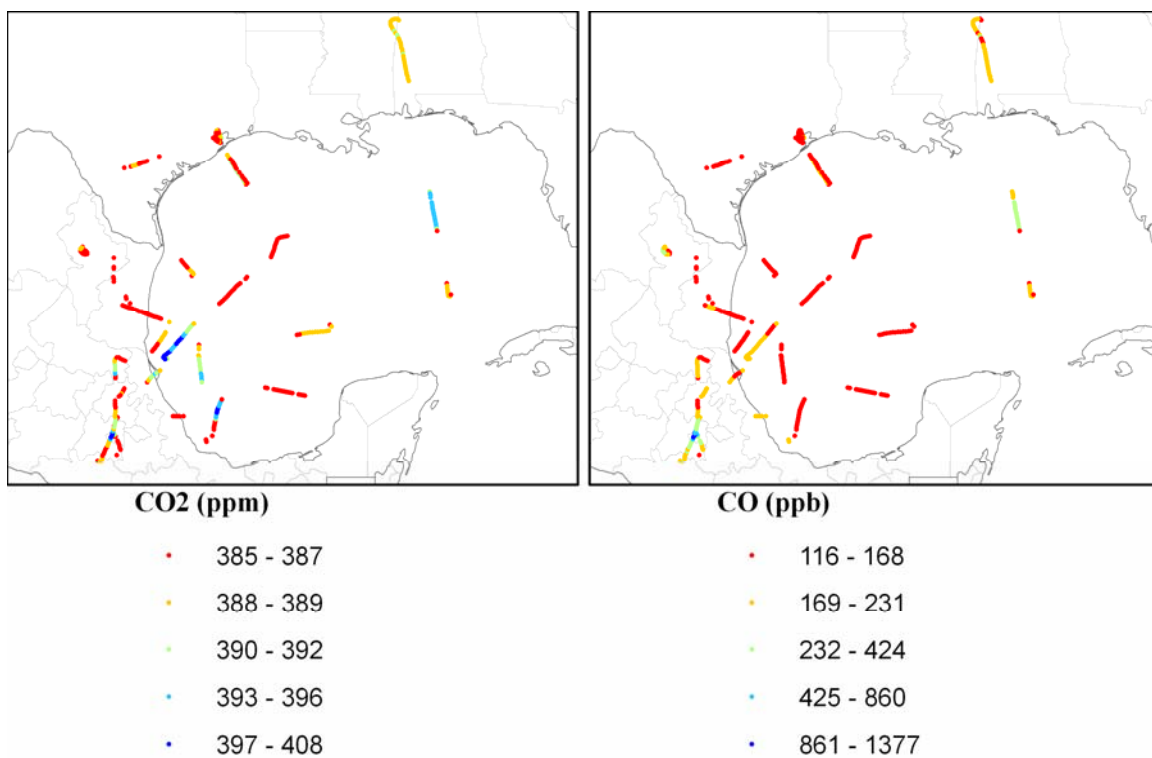 CO2 (ppm)
385 - 387
388 - 389
390 - 392
393 - 396
397 - 408
CO (ppb)
116 - 168
169 - 231
232 - 424
425 - 860
861 - 1377